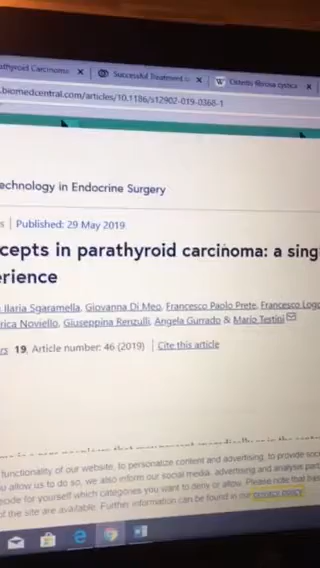 athyroid Carcinoma × Successful Treatment o × W Osteitis fibrosa cystica ×
.biomedcentral.com/articles/10.1186/s12902-019-0368-1
echnology in Endocrine Surgery
s | Published: 29 May 2019
cepts in parathyroid carcinoma: a sing
erience
Ilaria Sgaramella, Giovanna Di Meo, Francesco Paolo Prete, Francesco Logo
rica Noviello, Giuseppina Renzulli, Angela Gurrado & Mario Testini
rs 19, Article number: 46 (2019) | Cite this article
functionality of our website, to personalize content and advertising, to provide soci
u allow us to do so, we also inform our social media, advertising and analysis part
ecide for yourself which categories you want to deny or allow. Please note that bas
of the site are available. Further information can be found in our privacy policy